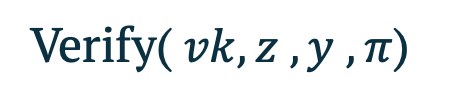 Verify( vk, z , y , π)